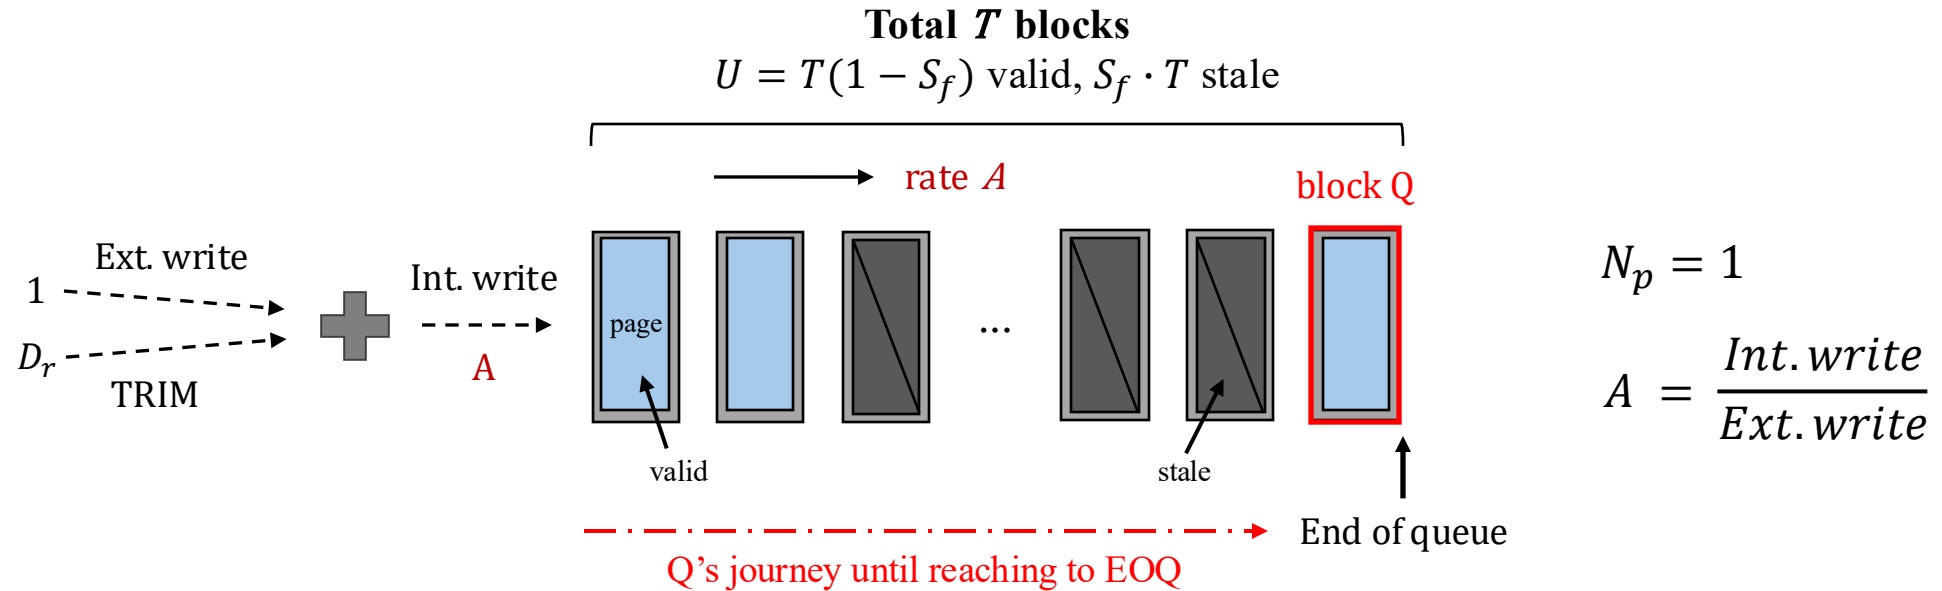 Total T blocks
U = T(1 − S_f) valid, S_f · T stale
rate A
block Q
Ext. write
1
D_r
TRIM
Int. write
A
page
...
valid
stale
End of queue
Q's journey until reaching to EOQ
N_p = 1
A = Int. write / Ext. write